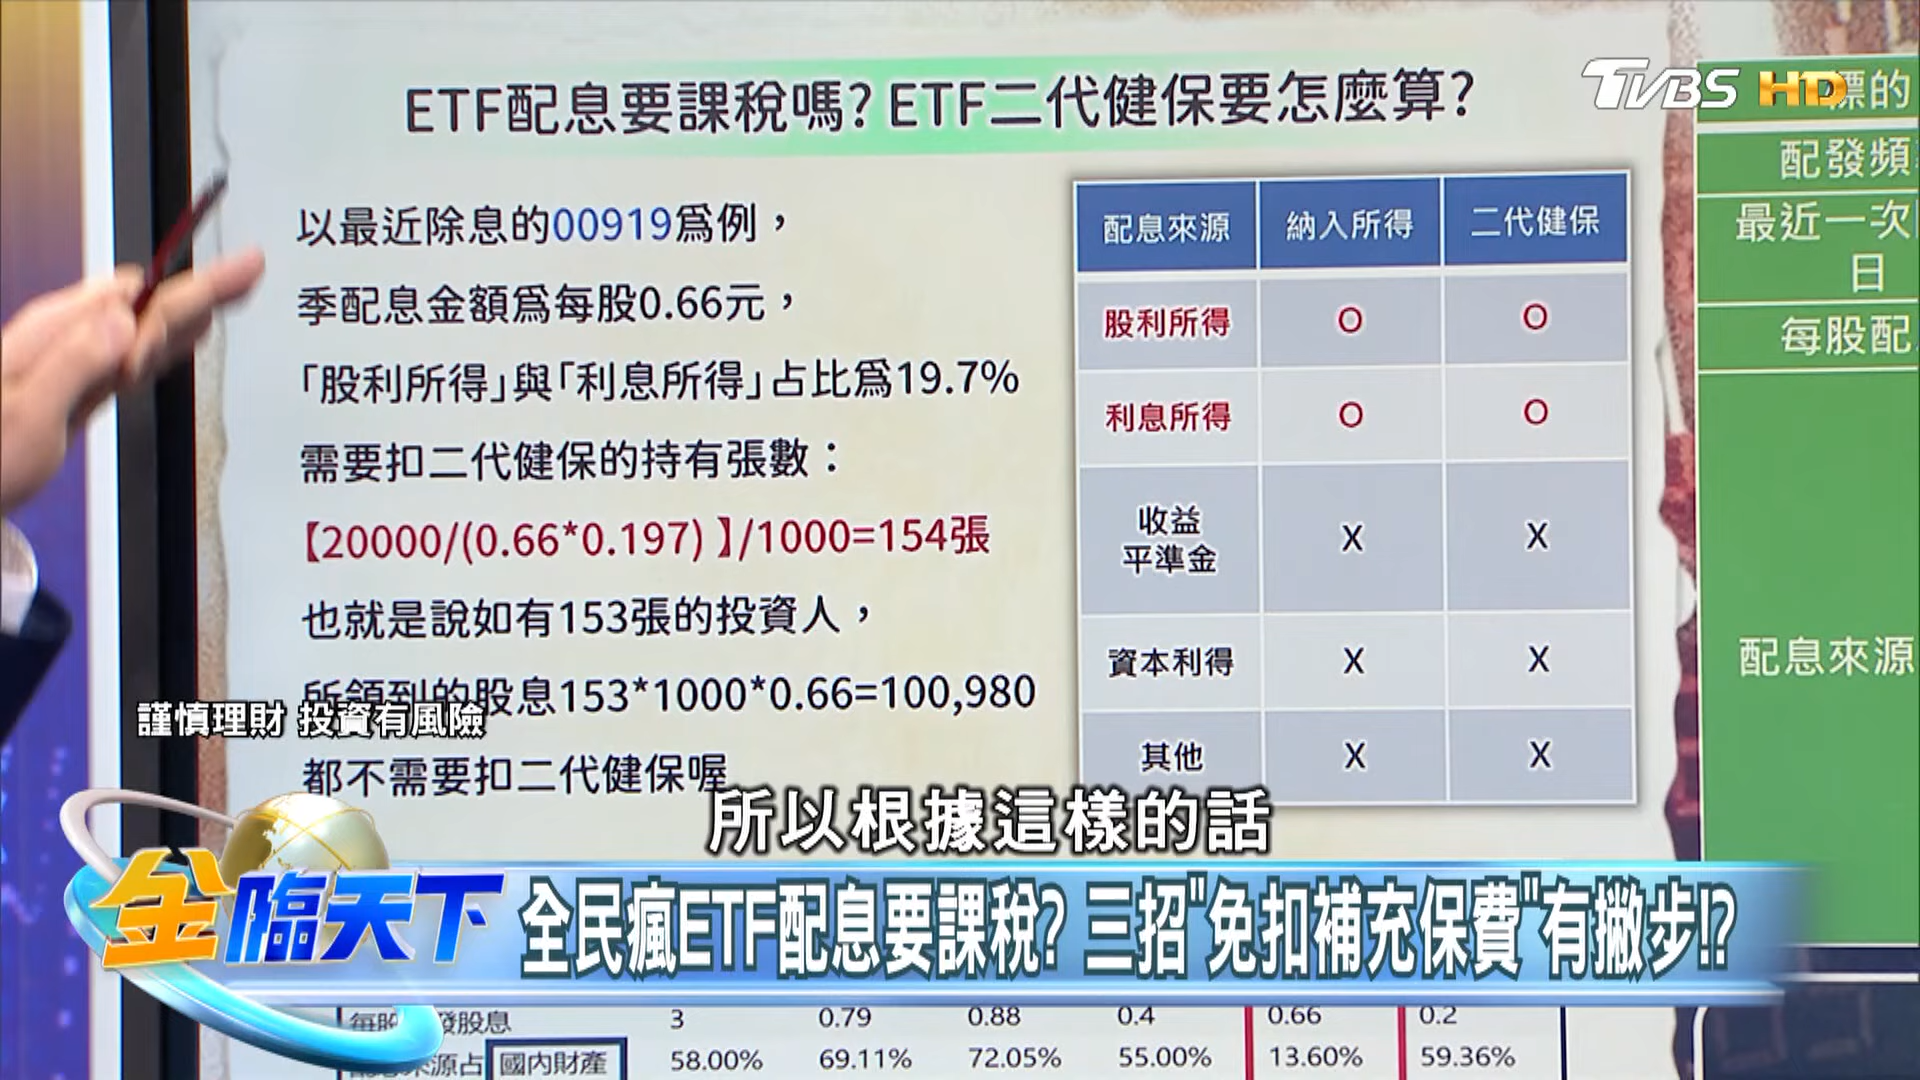 ETF配息要課稅嗎? ETF二代健保要怎麼算?
TVBS HD
標的
配發頻
最近一次
日
每股配
配息來源
以最近除息的00919爲例，
季配息金額爲每股0.66元，
「股利所得」與「利息所得」占比爲19.7%
需要扣二代健保的持有張數：
【20000/(0.66*0.197)】/1000=154張
也就是說如有153張的投資人，
所領到的股息153*1000*0.66=100,980
都不需要扣二代健保喔
配息來源 納入所得 二代健保
股利所得 O O
利息所得 O O
收益
平準金 X X
資本利得 X X
其他 X X
謹慎理財 投資有風險
所以根據這樣的話
金臨天下
全民瘋ETF配息要課稅? 三招"免扣補充保費"有撇步!?
每股 發股息 3 0.79 0.88 0.4 0.66 0.2
來源占 國內財產 58.00% 69.11% 72.05% 55.00% 13.60% 59.36%